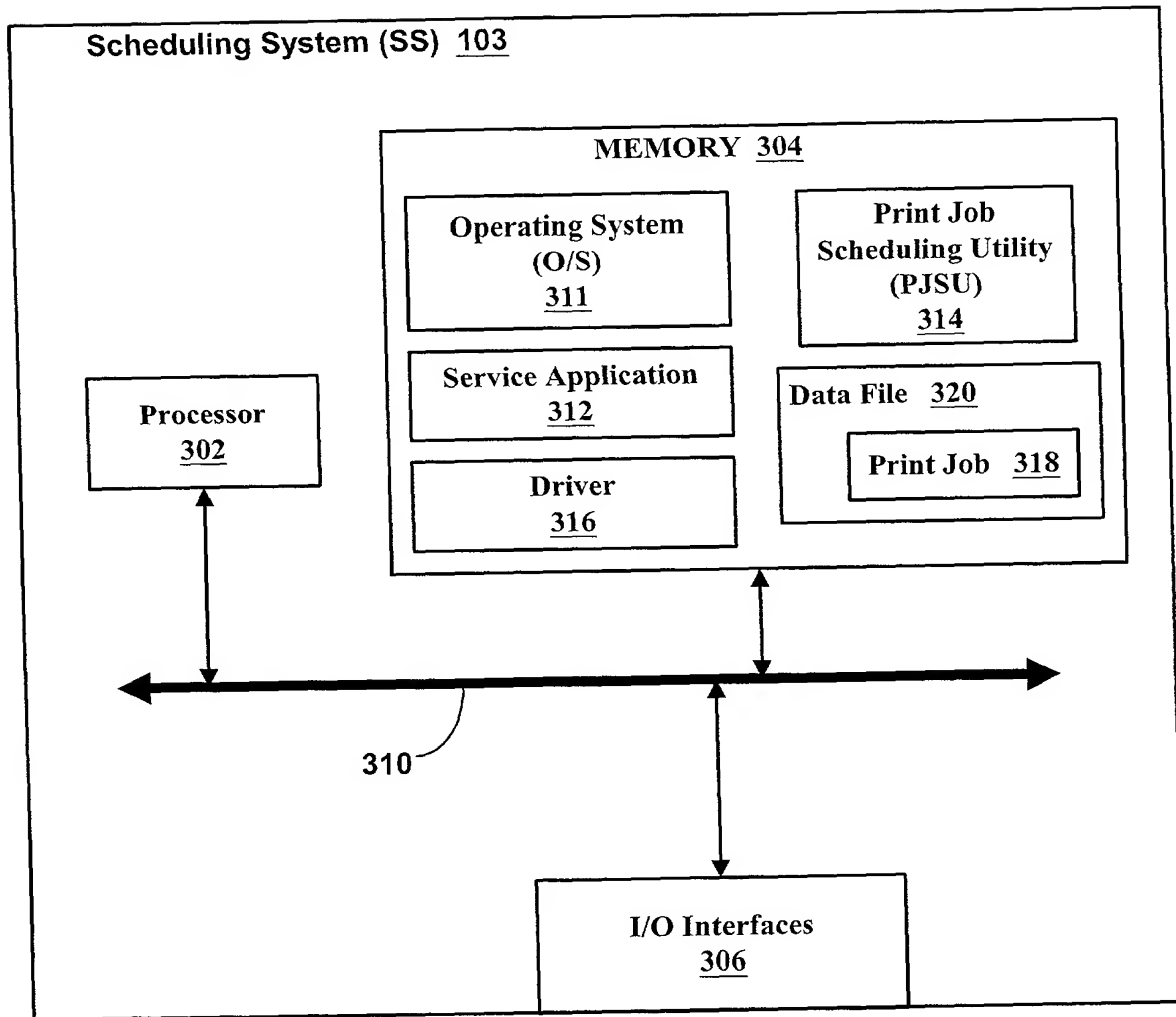 Scheduling System (SS) 103
MEMORY 304
Operating System
(O/S)
311
Print Job
Scheduling Utility
(PJSU)
314
Service Application
312
Data File 320
Print Job 318
Driver
316
Processor
302
310
I/O Interfaces
306